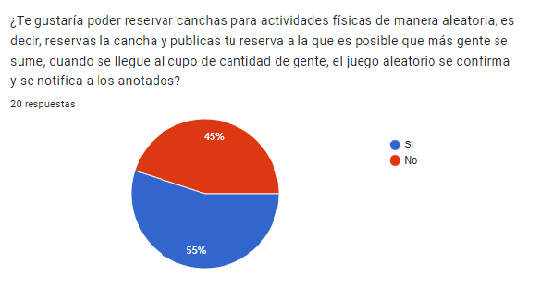 ¿Te gustaría poder reservar canchas para actividades físicas de manera aleatoria, es
decir, reservas la cancha y publicas tu reserva a la que es posible que más gente se
sume, cuando se llegue al cupo de cantidad de gente, el juego aleatorio se confirma
y se notifica a los anotados?
20 respuestas
45%
55%
Si
No